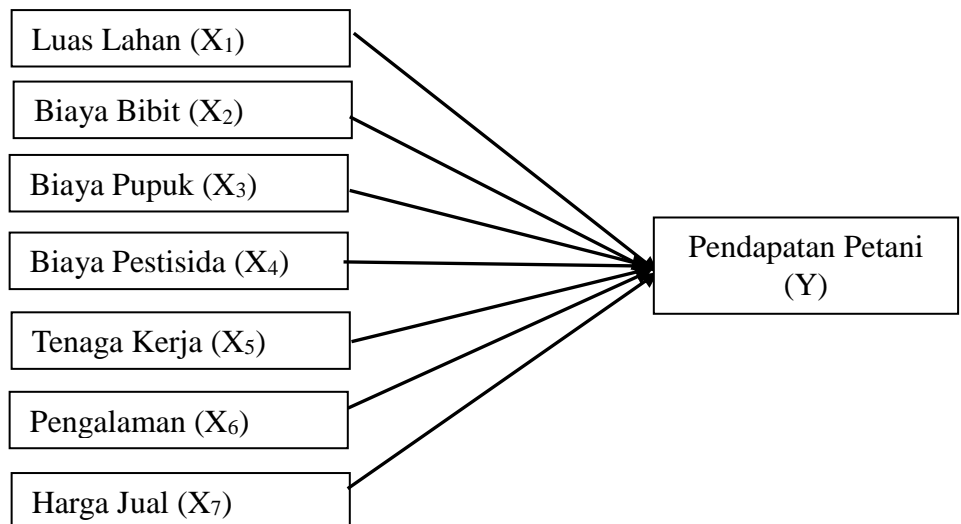 Luas Lahan (X₁)
Biaya Bibit (X₂)
Biaya Pupuk (X₃)
Biaya Pestisida (X₄)
Tenaga Kerja (X₅)
Pengalaman (X₆)
Harga Jual (X₇)
Pendapatan Petani
(Y)